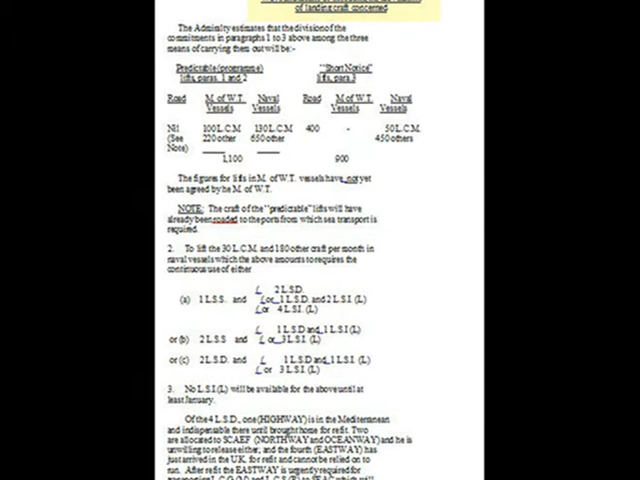 of landing craft concerned
The Admiralty estimates that the division of the
commitments in paragraphs 1 to 3 above among the three
means of carrying them out will be:-
Predictable (programme) "Short Notice"
lifts, paras. 1 and 2 lifts, para 3
Road M. of W.T. Naval Road M of W.T. Naval
Vessels Vessels Vessels Vessels
Nil 100 L.C.M 130 L.C.M 400 - 50 L.C.M.
(See 220 other 650 other 450 others
Note)
1,100 900
The figures for lifts in M. of W.T. vessels have not yet
been agreed by he M. of W.T.
NOTE: The craft of the "predictable" lifts will have
already been roaded to the ports from which sea transport is
required.
2. To lift the 30 L.C.M. and 180 other craft per month in
naval vessels which the above amounts to requires the
continuous use of either
( 2 L.S.D.
(a) 1 L.S.S. and ( or 1 L.S.D. and 2 L.S.I. (L)
( or 4 L.S.I. (L)
( 1 L.S.D and 1 L.S.I (L)
or (b) 2 L.S.S and ( or 3 L.S.I. (L)
or (c) 2 L.S.D. and ( 1 L.S.D and 1 L.S.I. (L)
( or 3 L.S.I. (L)
3. No L.S.I (L) will be available for the above until at
least January.
Of the 4 L.S.D., one (HIGHWAY) is in the Mediterranean
and indispensable there until brought home for refit. Two
are allocated to SCAEF (NORTHWAY and OCEANWAY) and he is
unwilling to release either, and the fourth (EASTWAY) has
just arrived in the U.K. for refit and cannot be relied on to
run. After refit the EASTWAY is urgently required for